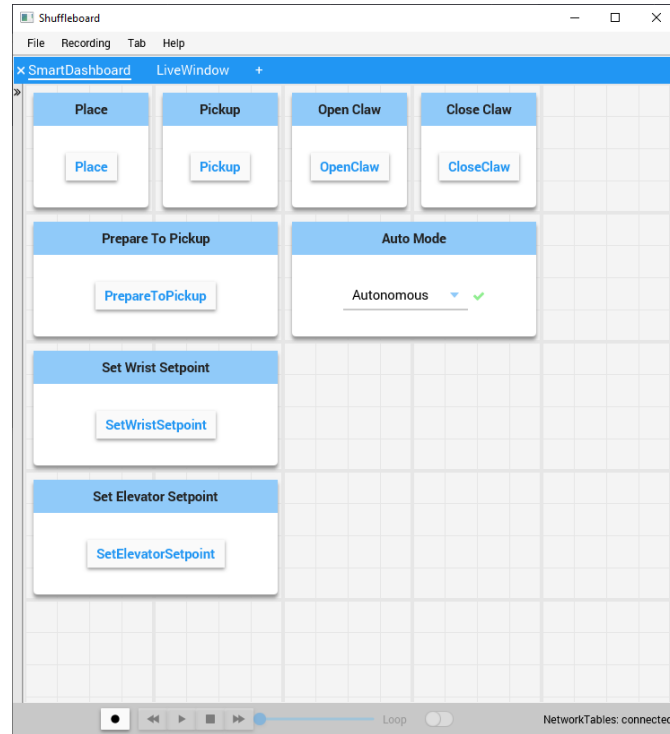 Shuffleboard
File Recording Tab Help
SmartDashboard LiveWindow +
Place Pickup Open Claw Close Claw
Place Pickup OpenClaw CloseClaw
Prepare To Pickup Auto Mode
PrepareToPickup Autonomous
Set Wrist Setpoint
SetWristSetpoint
Set Elevator Setpoint
SetElevatorSetpoint
Loop NetworkTables: connected